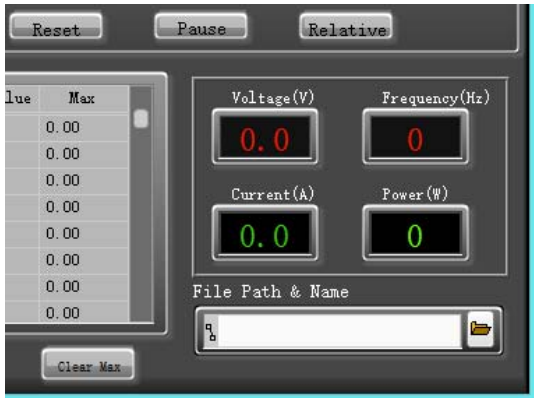 Reset Pause Relative
lue Max
0.00
0.00
0.00
0.00
0.00
0.00
0.00
0.00
Clear Max
Voltage(V) Frequency(Hz)
0.0 0
Current(A) Power(W)
0.0 0
File Path & Name